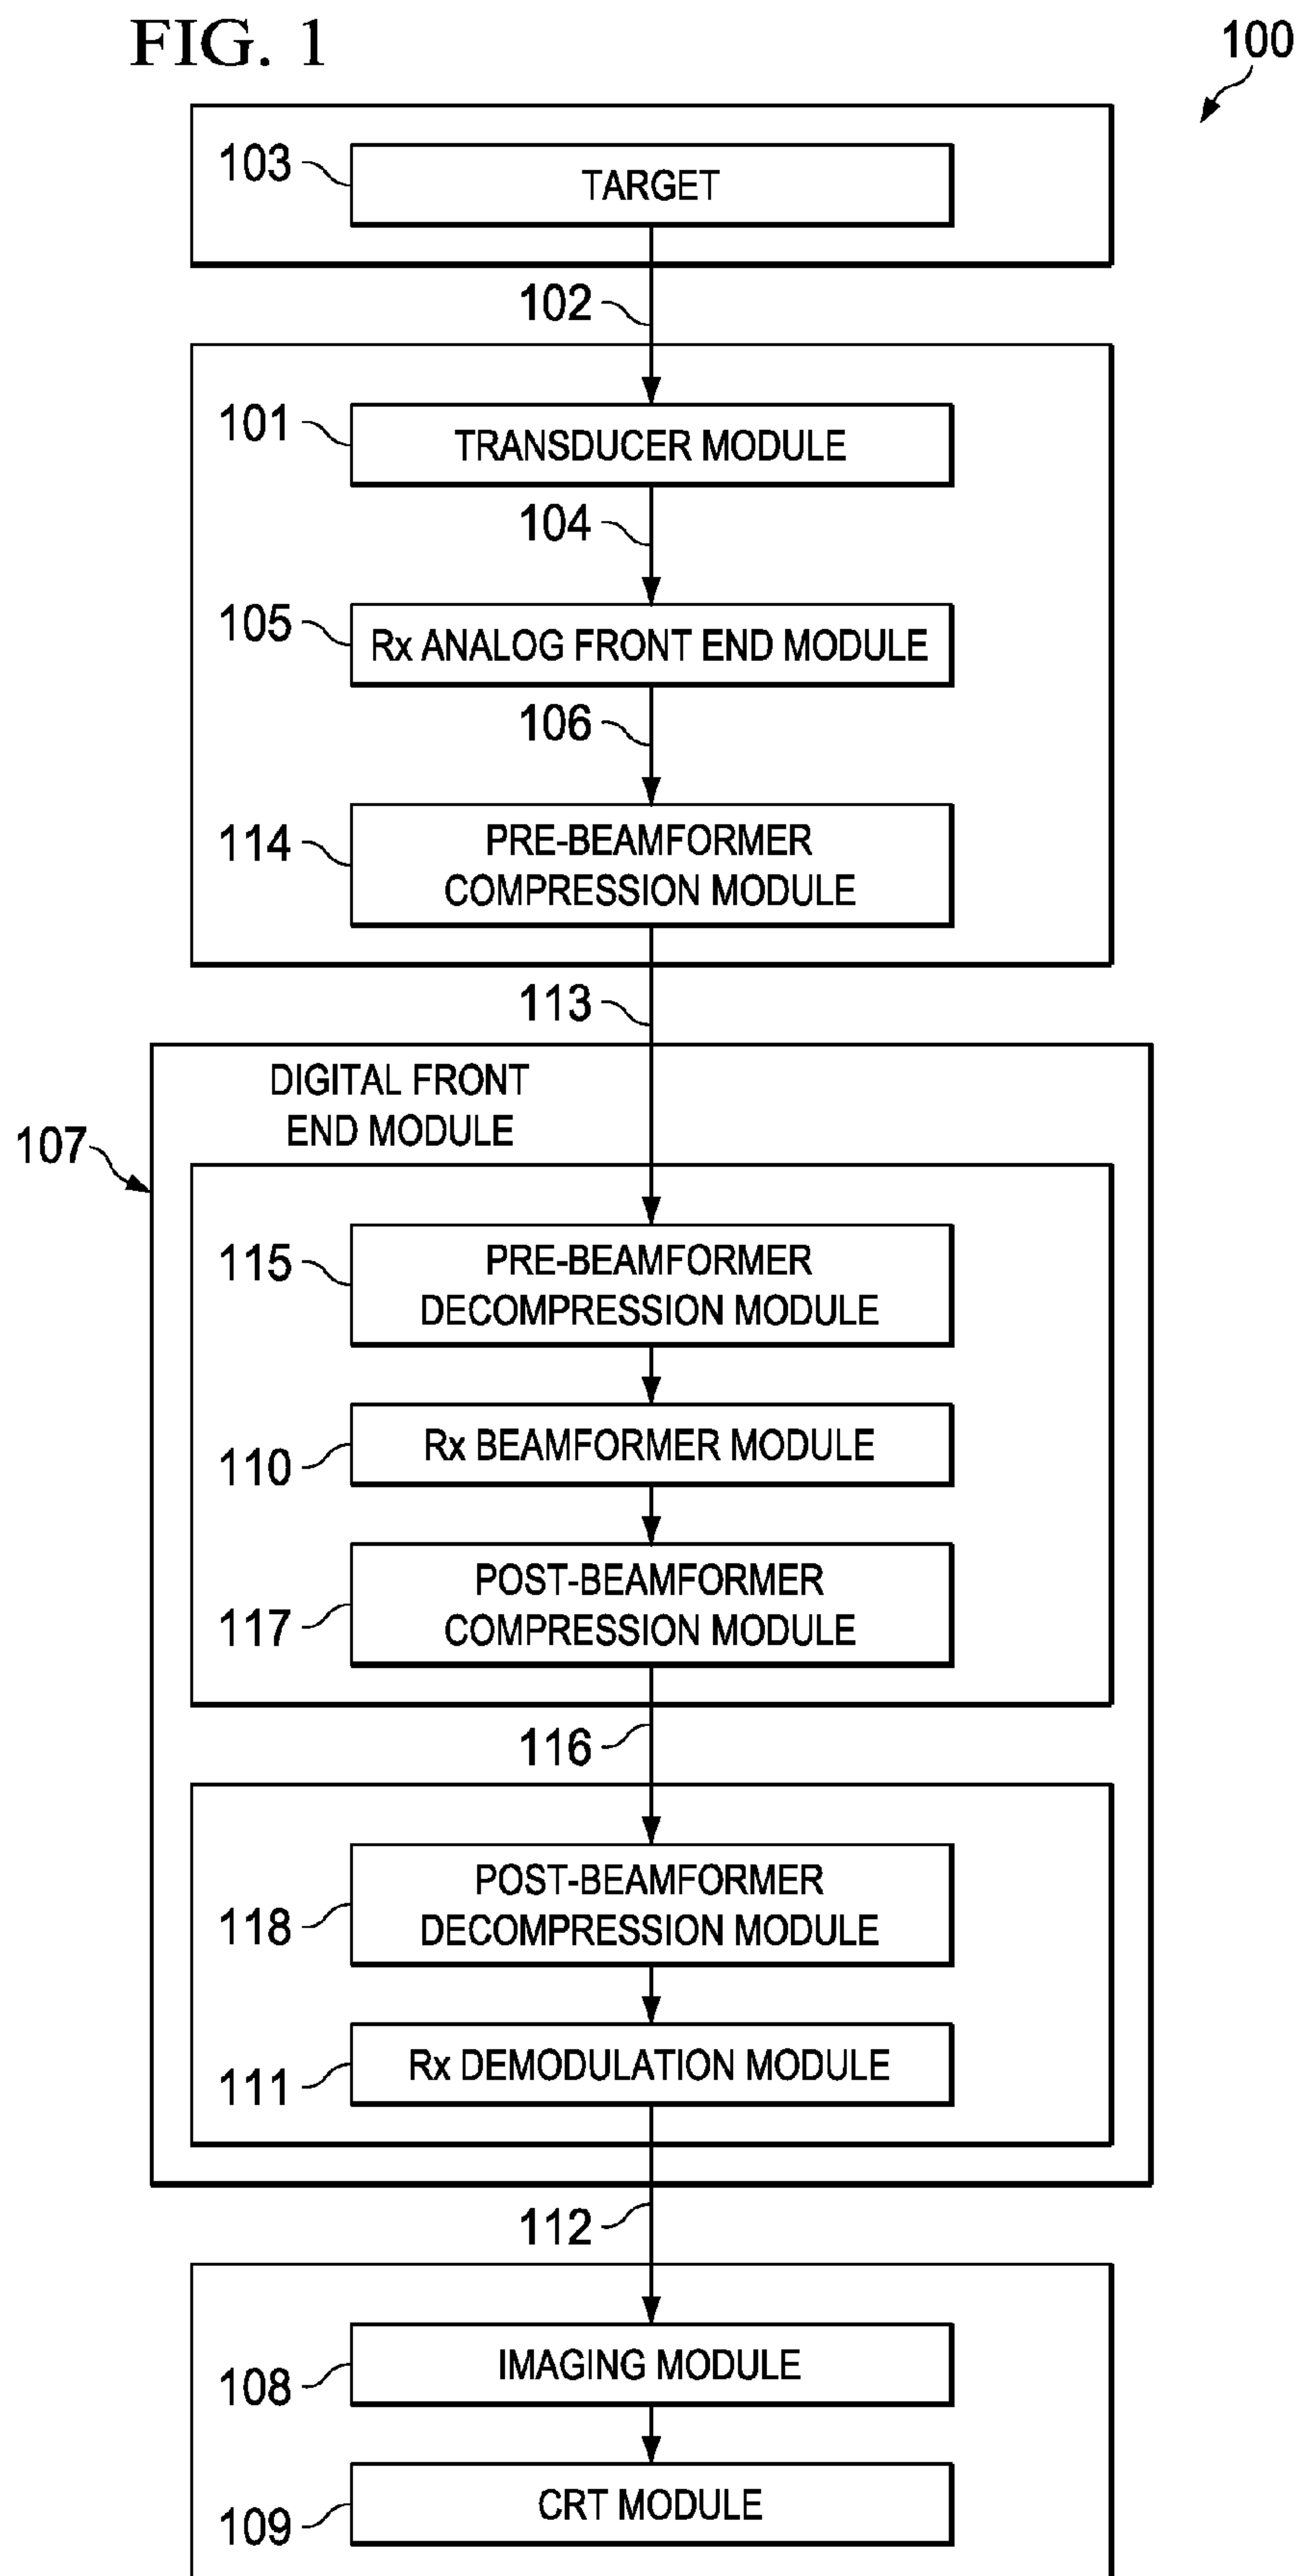 FIG. 1
100
103
TARGET
102
101
TRANSDUCER MODULE
104
105
Rx ANALOG FRONT END MODULE
106
114
PRE-BEAMFORMER
COMPRESSION MODULE
113
DIGITAL FRONT
END MODULE
107
115
PRE-BEAMFORMER
DECOMPRESSION MODULE
110
Rx BEAMFORMER MODULE
117
POST-BEAMFORMER
COMPRESSION MODULE
116
118
POST-BEAMFORMER
DECOMPRESSION MODULE
111
Rx DEMODULATION MODULE
112
108
IMAGING MODULE
109
CRT MODULE